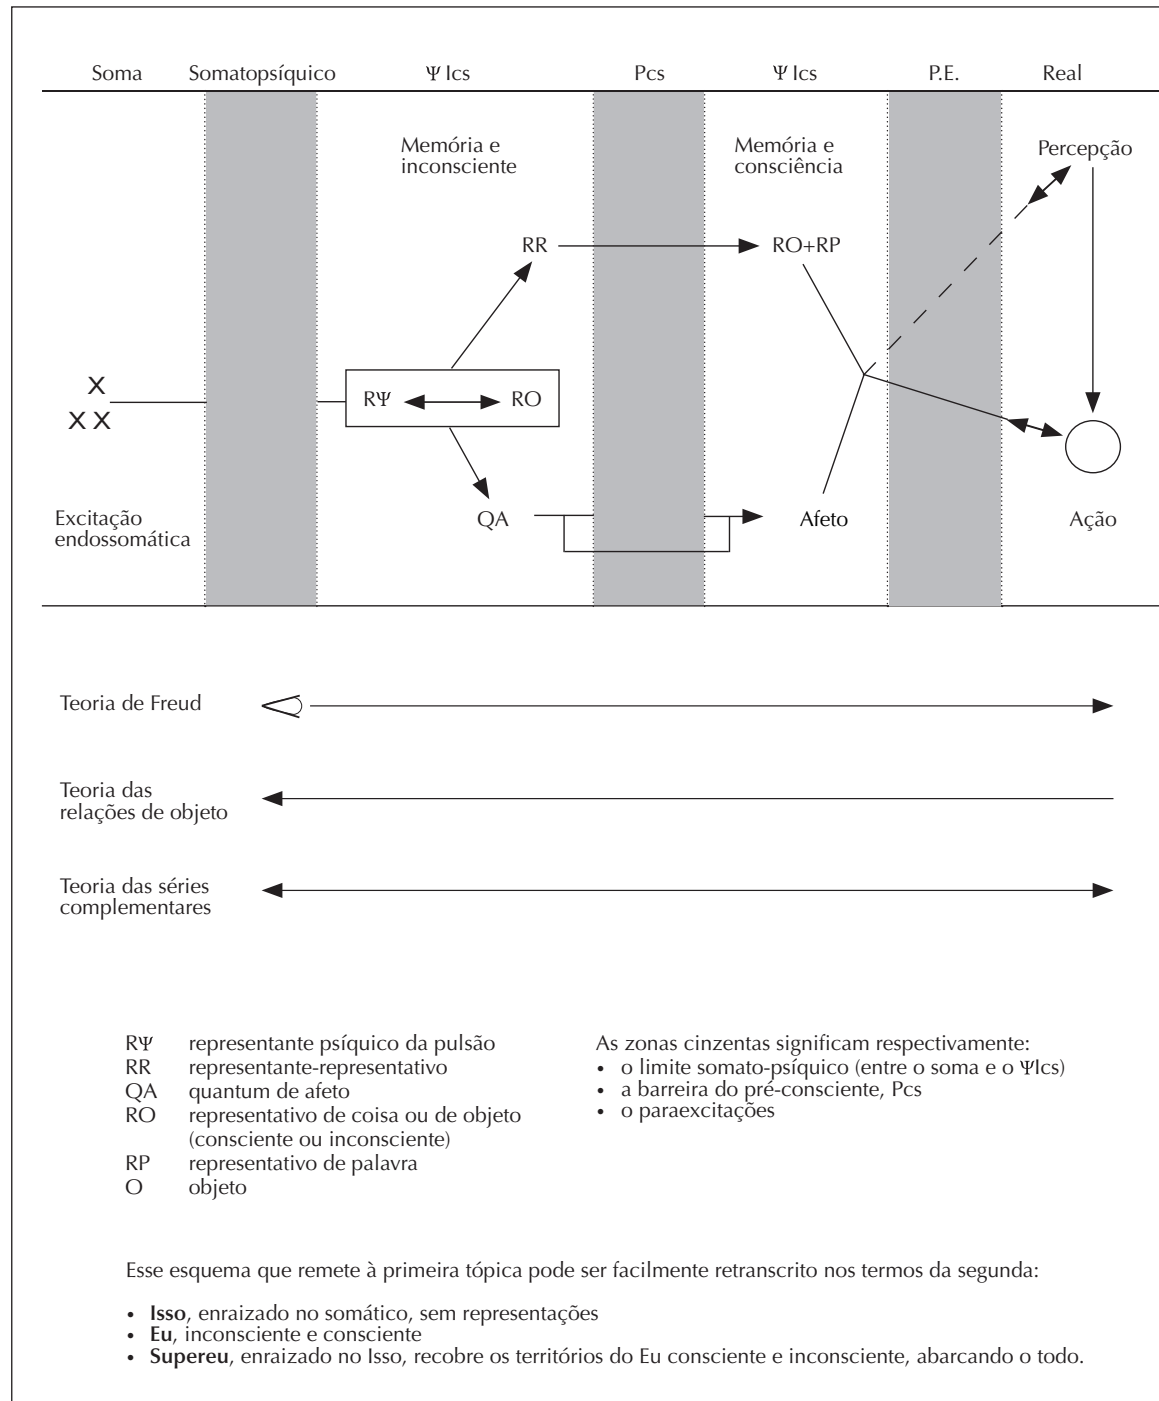 Soma Somatopsíquico Ψ Ics Pcs Ψ Ics P.E. Real
Memória e
inconsciente
Memória e
consciência
Percepção
RR RO+RP
X
X X
RΨ RO
Excitação
endossomática
QA Afeto Ação
Teoria de Freud
Teoria das
relações de objeto
Teoria das séries
complementares
RΨ representante psíquico da pulsão
RR representante-representativo
QA quantum de afeto
RO representativo de coisa ou de objeto
(consciente ou inconsciente)
RP representativo de palavra
O objeto
As zonas cinzentas significam respectivamente:
• o limite somato-psíquico (entre o soma e o ΨIcs)
• a barreira do pré-consciente, Pcs
• o paraexcitações
Esse esquema que remete à primeira tópica pode ser facilmente retranscrito nos termos da segunda:
• Isso, enraizado no somático, sem representações
• Eu, inconsciente e consciente
• Supereu, enraizado no Isso, recobre os territórios do Eu consciente e inconsciente, abarcando o todo.